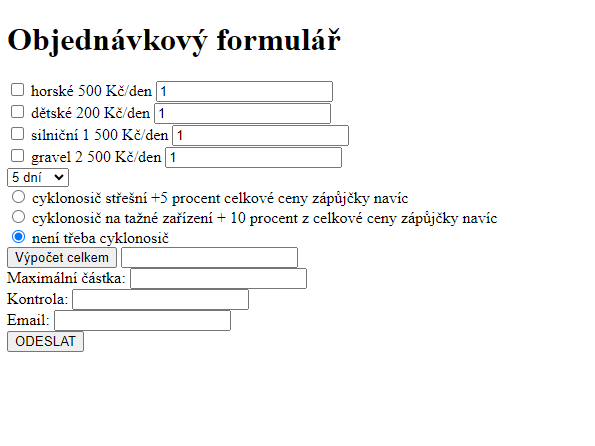 Objednávkový formulář
horské 500 Kč/den 1
dětské 200 Kč/den 1
silniční 1 500 Kč/den 1
gravel 2 500 Kč/den 1
5 dní
cyklonosič střešní +5 procent celkové ceny zápůjčky navíc
cyklonosič na tažné zařízení + 10 procent z celkové ceny zápůjčky navíc
není třeba cyklonosič
Výpočet celkem
Maximální částka:
Kontrola:
Email:
ODESLAT